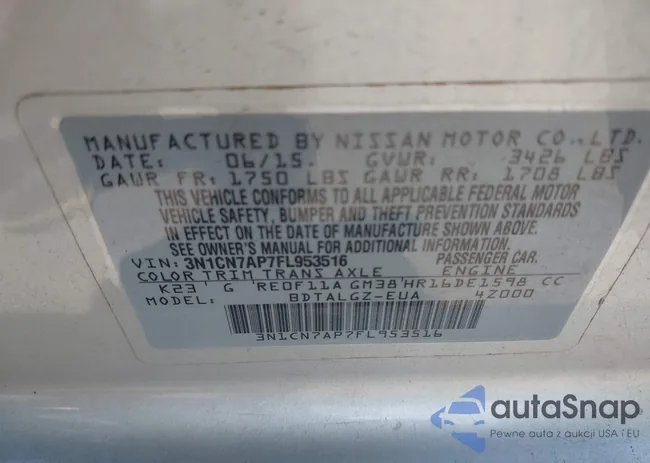 MANUFACTURED BY NISSAN MOTOR CO., LTD.
DATE: 06/15 GVWR: 3426 LBS
GAWR FR: 1750 LBS GAWR RR: 1708 LBS
THIS VEHICLE CONFORMS TO ALL APPLICABLE FEDERAL MOTOR
VEHICLE SAFETY, BUMPER AND THEFT PREVENTION STANDARDS
IN EFFECT ON THE DATE OF MANUFACTURE SHOWN ABOVE.
SEE OWNER'S MANUAL FOR ADDITIONAL INFORMATION.
VIN: 3N1CN7AP7FL953516 PASSENGER CAR.
COLOR TRIM TRANS AXLE ENGINE
K23 G RE0F11A GM38 HR16DE1598 CC
MODEL: BDTALGZ-EUA 4Z000
3N1CN7AP7FL953516
autaSnap
Pewne auta z aukcji USA i EU